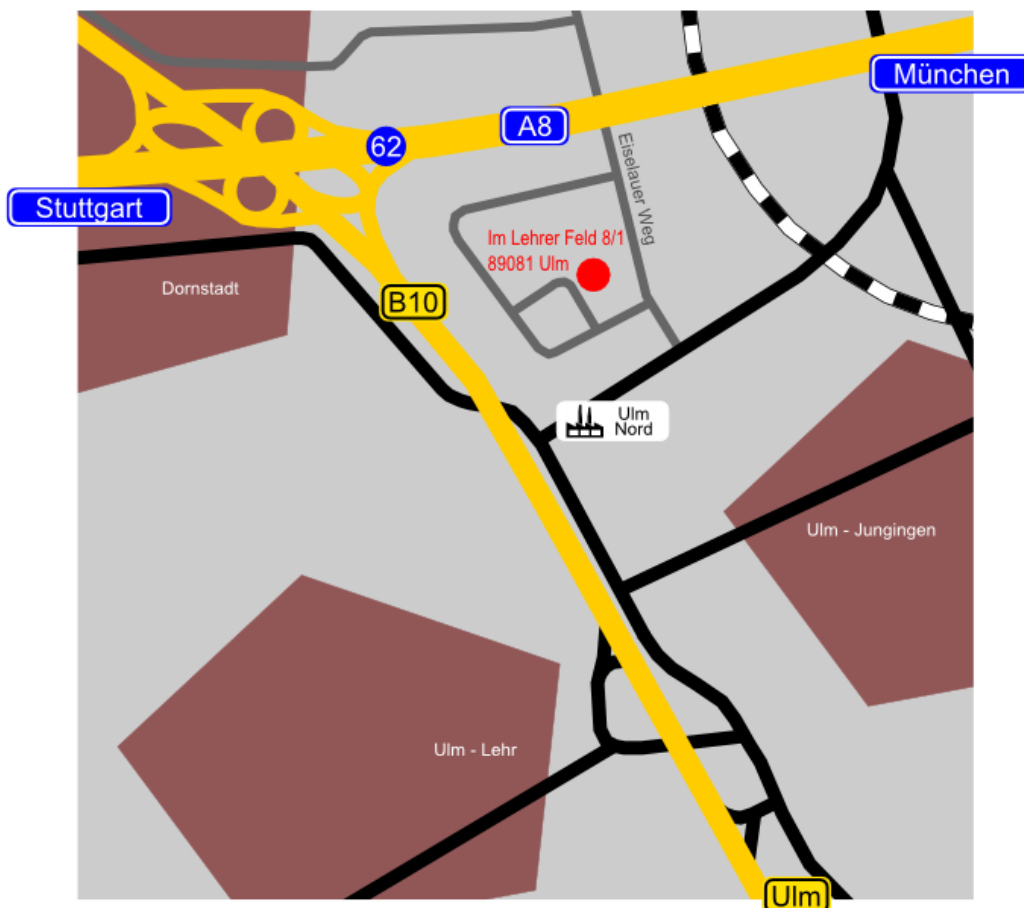 München
A8
62
Eiselauer Weg
Stuttgart
Im Lehrer Feld 8/1
89081 Ulm
Dornstadt
B10
Ulm
Nord
Ulm - Jungingen
Ulm - Lehr
Ulm